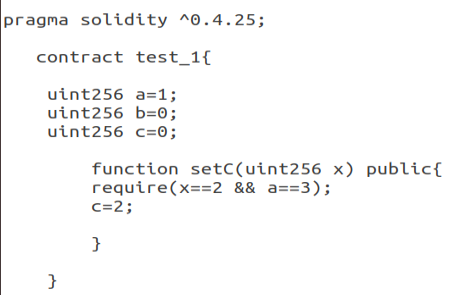 pragma solidity ^0.4.25;
contract test_1{
uint256 a=1;
uint256 b=0;
uint256 c=0;
function setC(uint256 x) public{
require(x==2 && a==3);
c=2;
}
}